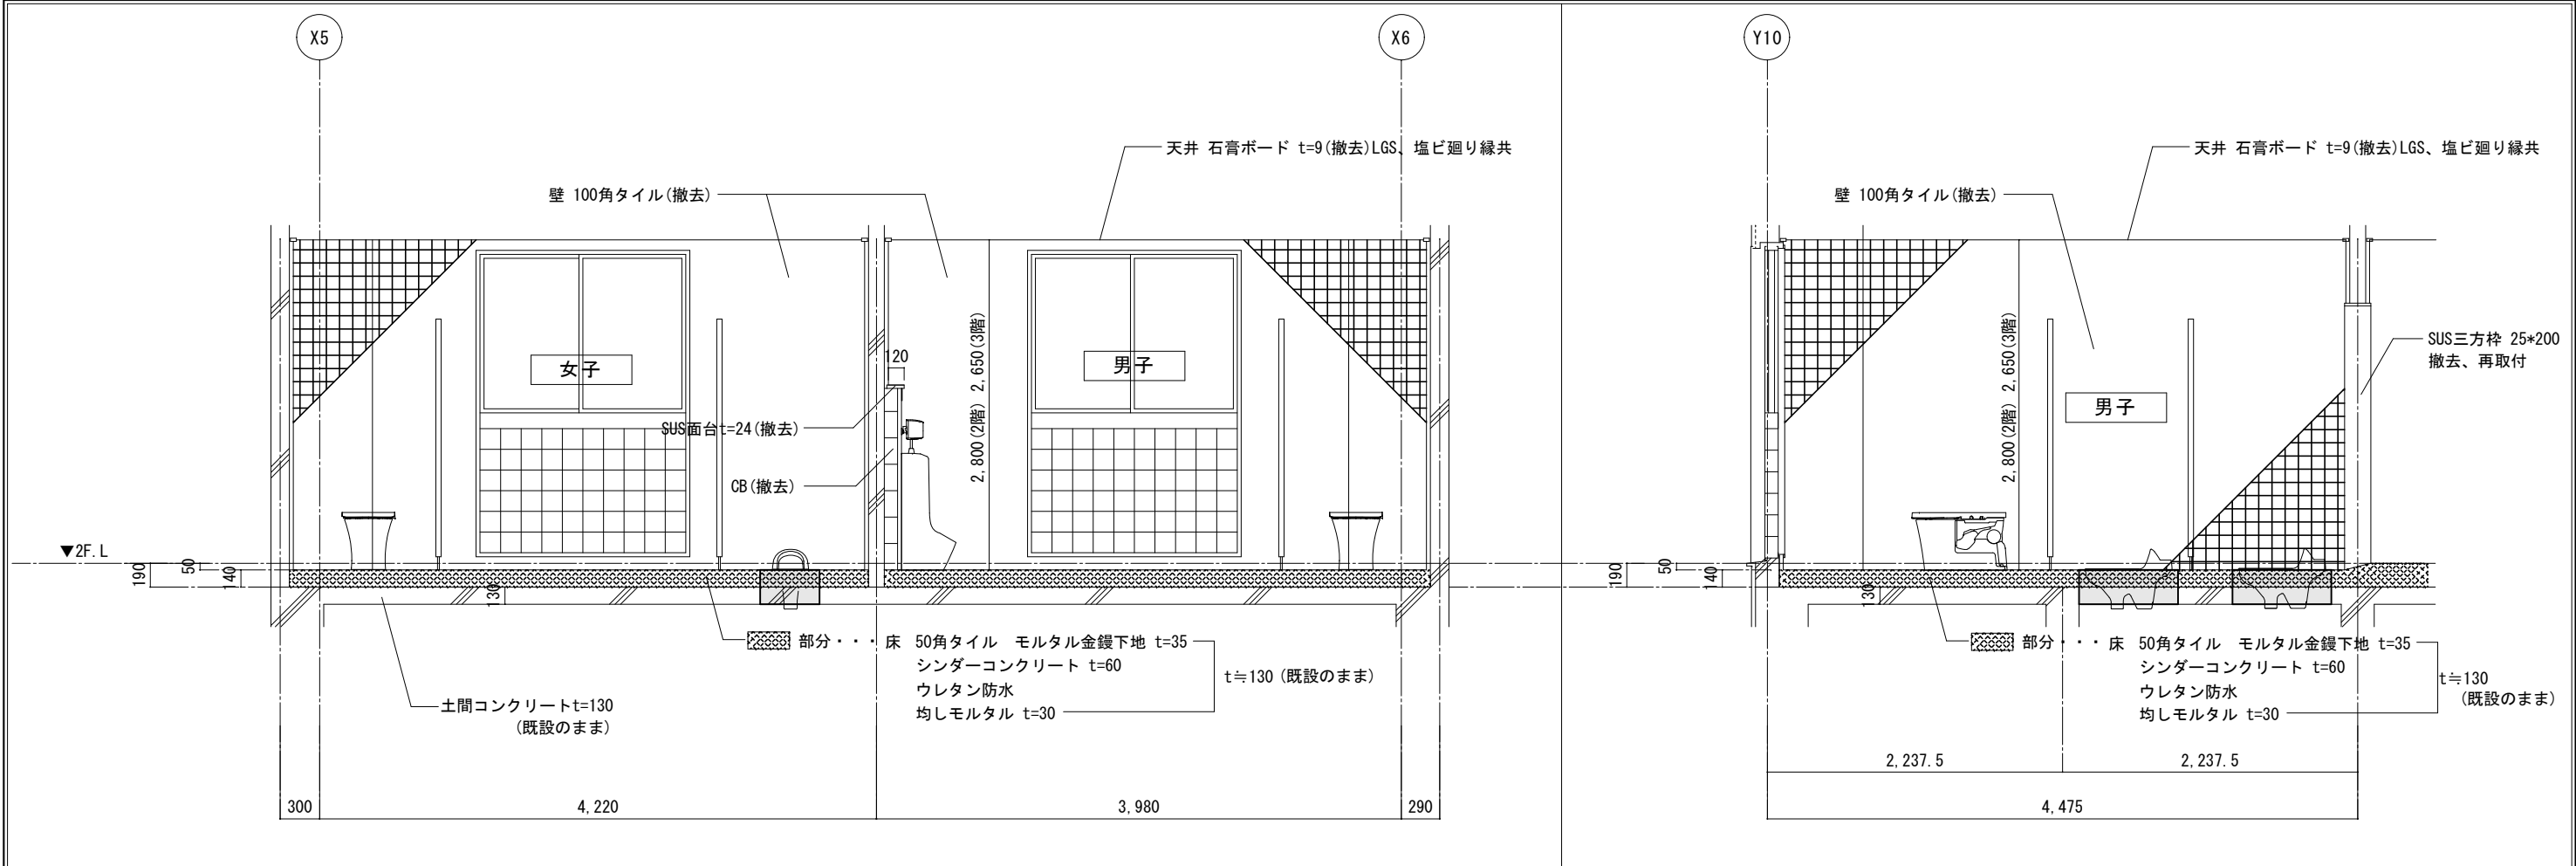 X5
X6
天井 石膏ボード t=9(撤去)LGS、塩ビ廻り縁共
壁 100角タイル(撤去)
女子
120
男子
2,800(2階) 2,650(3階)
SUS面台t=24(撤去)
CB(撤去)
▼2F.L
190
50
140
130
部分・・・ 床 50角タイル モルタル金鏝下地 t=35
シンダーコンクリート t=60
ウレタン防水
均しモルタル t=30
t≒130(既設のまま)
土間コンクリートt=130
(既設のまま)
300
4,220
3,980
290
Y10
天井 石膏ボード t=9(撤去)LGS、塩ビ廻り縁共
壁 100角タイル(撤去)
2,800(2階) 2,650(3階)
男子
SUS三方枠 25*200
撤去、再取付
190
50
140
130
部分・・・ 床 50角タイル モルタル金鏝下地 t=35
シンダーコンクリート t=60
ウレタン防水
均しモルタル t=30
t≒130
(既設のまま)
2,237.5
2,237.5
4,475